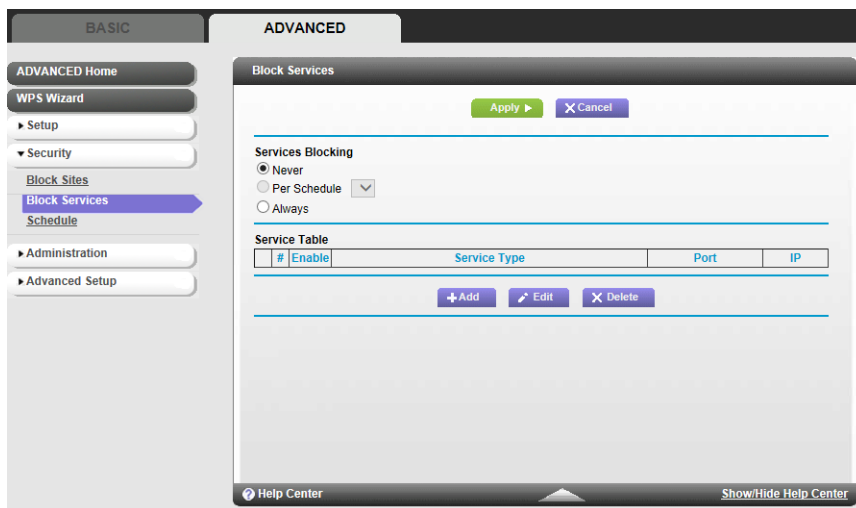 BASIC
ADVANCED
ADVANCED Home
WPS Wizard
Setup
Security
Block Sites
Block Services
Schedule
Administration
Advanced Setup
Block Services
Apply
Cancel
Services Blocking
Never
Per Schedule
Always
Service Table
# Enable Service Type Port IP
Add Edit Delete
Help Center
Show/Hide Help Center